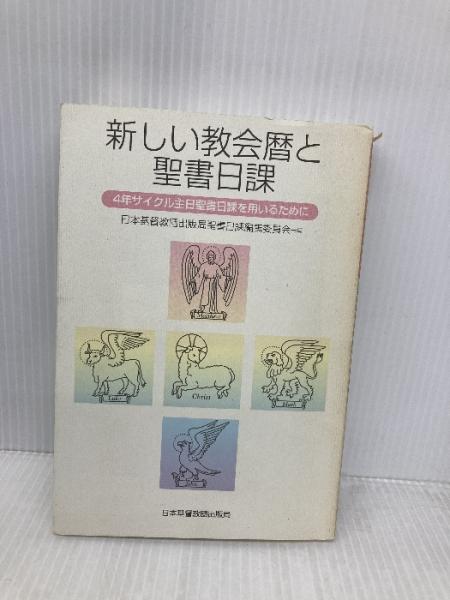 新しい教会暦と
聖書日課
4年サイクル主日聖書日課を用いるために
日本基督教団出版局聖書日課編集委員会=編
Matthew
Luke
Christ
Mark
日本基督教団出版局